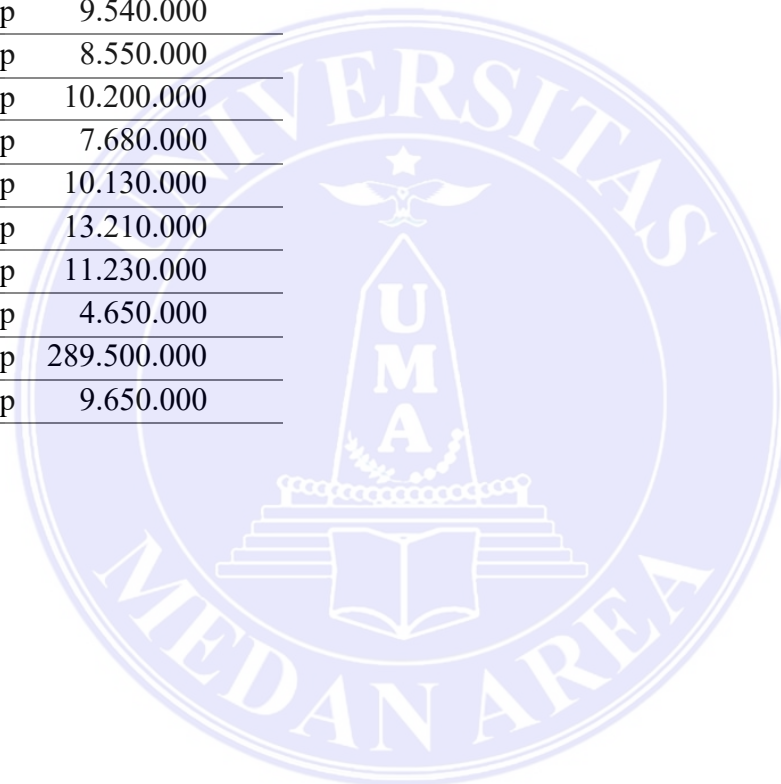 p 9.540.000
p 8.550.000
p 10.200.000
p 7.680.000
p 10.130.000
p 13.210.000
p 11.230.000
p 4.650.000
p 289.500.000
p 9.650.000
UNIVERSITAS
UMA
MEDAN AREA